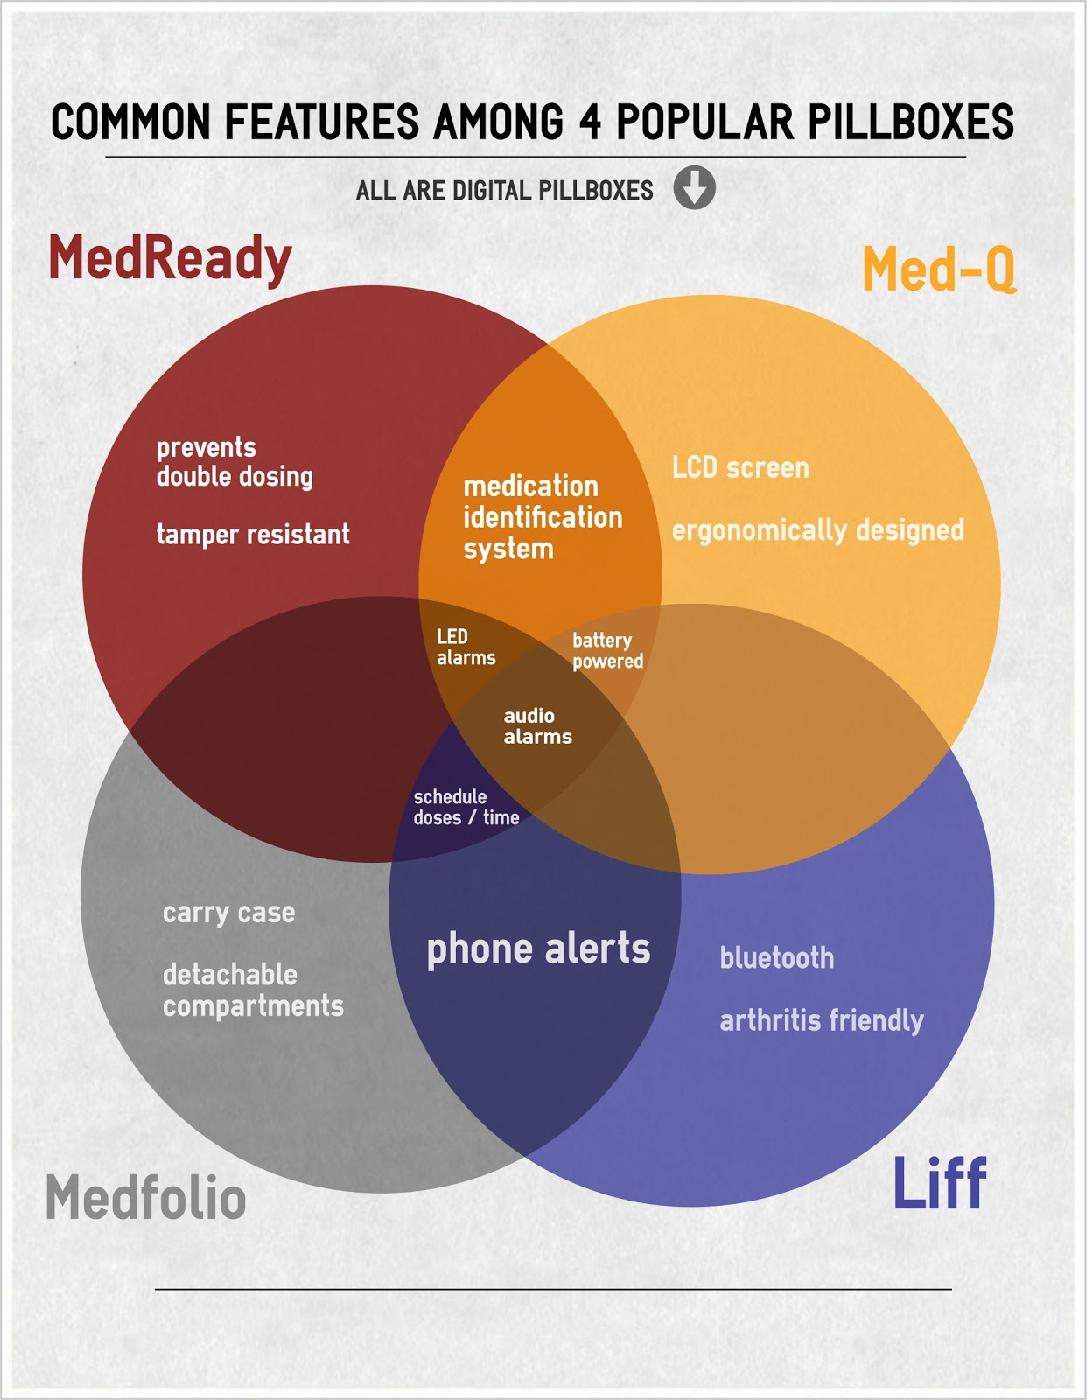 COMMON FEATURES AMONG 4 POPULAR PILLBOXES
ALL ARE DIGITAL PILLBOXES
MedReady
Med-Q
prevents
double dosing
tamper resistant
medication
identification
system
LCD screen
ergonomically designed
LED
alarms
battery
powered
audio
alarms
schedule
doses / time
carry case
detachable
compartments
phone alerts
bluetooth
arthritis friendly
Medfolio
Liff